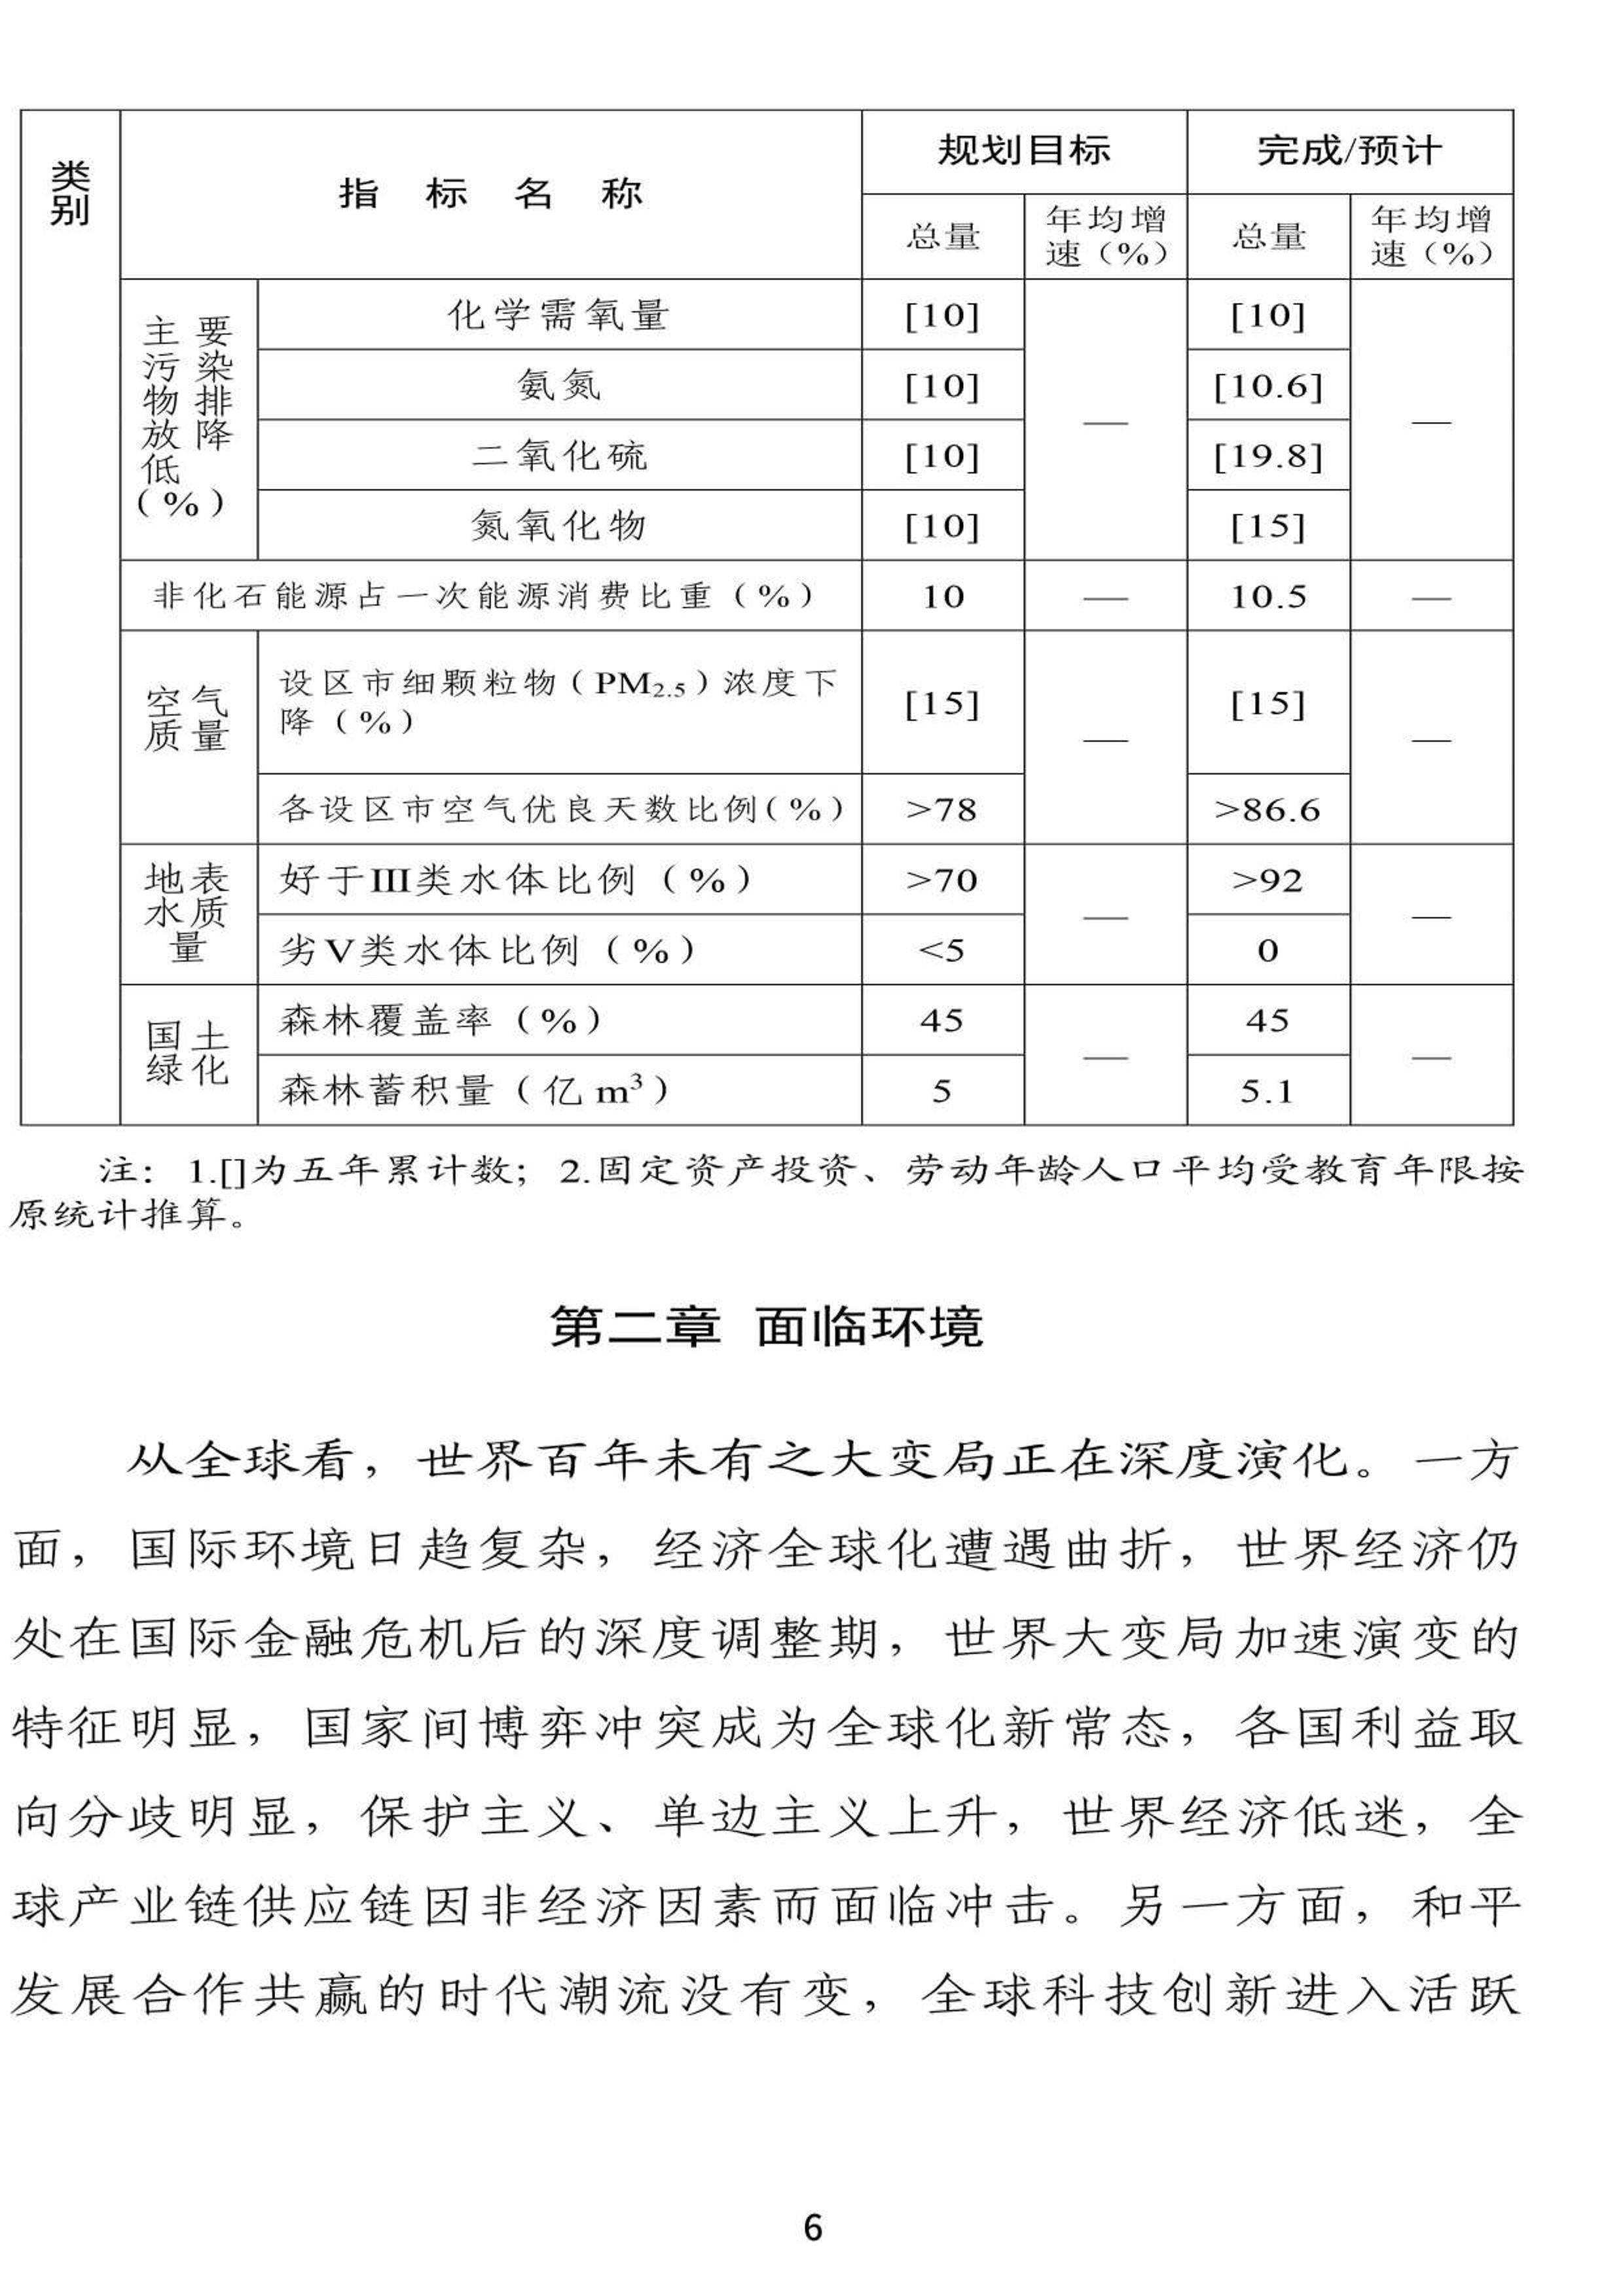 类别
指 标 名 称
规划目标
完成/预计
总量
年均增速（%）
总量
年均增速（%）
主要污染物排放降低（%）
化学需氧量 [10] — [10] —
氨氮 [10] [10.6]
二氧化硫 [10] [19.8]
氮氧化物 [10] [15]
非化石能源占一次能源消费比重（%） 10 — 10.5 —
空气质量
设区市细颗粒物（PM2.5）浓度下降（%） [15] — [15] —
各设区市空气优良天数比例（%） >78 >86.6
地表水质量
好于III类水体比例（%） >70 — >92 —
劣V类水体比例（%） <5 0
国土绿化
森林覆盖率（%） 45 — 45 —
森林蓄积量（亿 m³） 5 5.1
注：1.[]为五年累计数；2.固定资产投资、劳动年龄人口平均受教育年限按
原统计推算。
第二章 面临环境
从全球看，世界百年未有之大变局正在深度演化。一方
面，国际环境日趋复杂，经济全球化遭遇曲折，世界经济仍
处在国际金融危机后的深度调整期，世界大变局加速演变的
特征明显，国家间博弈冲突成为全球化新常态，各国利益取
向分歧明显，保护主义、单边主义上升，世界经济低迷，全
球产业链供应链因非经济因素而面临冲击。另一方面，和平
发展合作共赢的时代潮流没有变，全球科技创新进入活跃
6